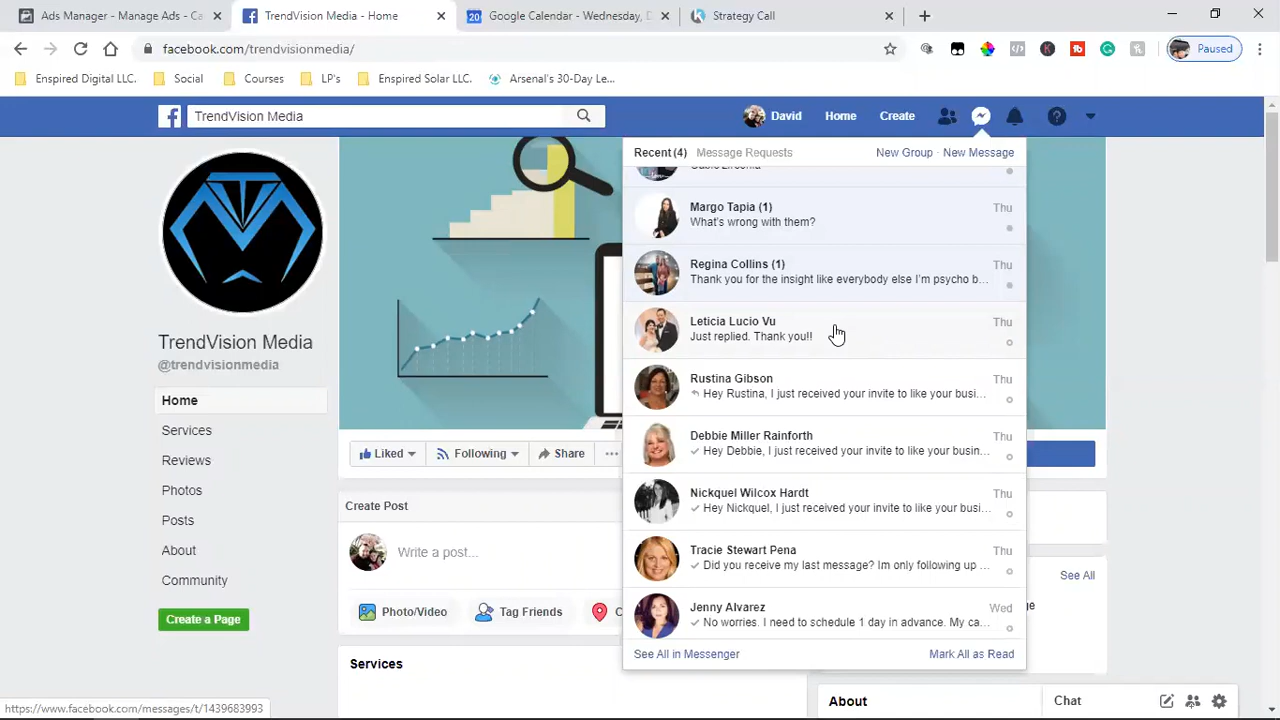 Ads Manager - Manage Ads - Ca
TrendVision Media - Home
20 Google Calendar - Wednesday, D
Strategy Call
facebook.com/trendvisionmedia/
Paused
Enspired Digital LLC.
Social
Courses
LP's
Enspired Solar LLC.
Arsenal's 30-Day Le...
TrendVision Media
David
Home
Create
Recent (4)
Message Requests
New Group · New Message
Margo Tapia (1)
Thu
What's wrong with them?
Regina Collins (1)
Thu
Thank you for the insight like everybody else I'm psycho b...
Leticia Lucio Vu
Thu
Just replied. Thank you!!
Rustina Gibson
Thu
Hey Rustina, I just received your invite to like your busi...
Debbie Miller Rainforth
Thu
Hey Debbie, I just received your invite to like your busin...
Nickquel Wilcox Hardt
Thu
Hey Nickquel, I just received your invite to like your busi...
Tracie Stewart Pena
Thu
Did you receive my last message? Im only following up ...
Jenny Alvarez
Wed
No worries. I need to schedule 1 day in advance. My ca...
See All in Messenger
Mark All as Read
TrendVision Media
@trendvisionmedia
Home
Services
Reviews
Photos
Posts
About
Community
Create a Page
Liked
Following
Share
Create Post
Write a post...
Photo/Video
Tag Friends
C
Services
See All
e
About
Chat
https://www.facebook.com/messages/t/1439683993